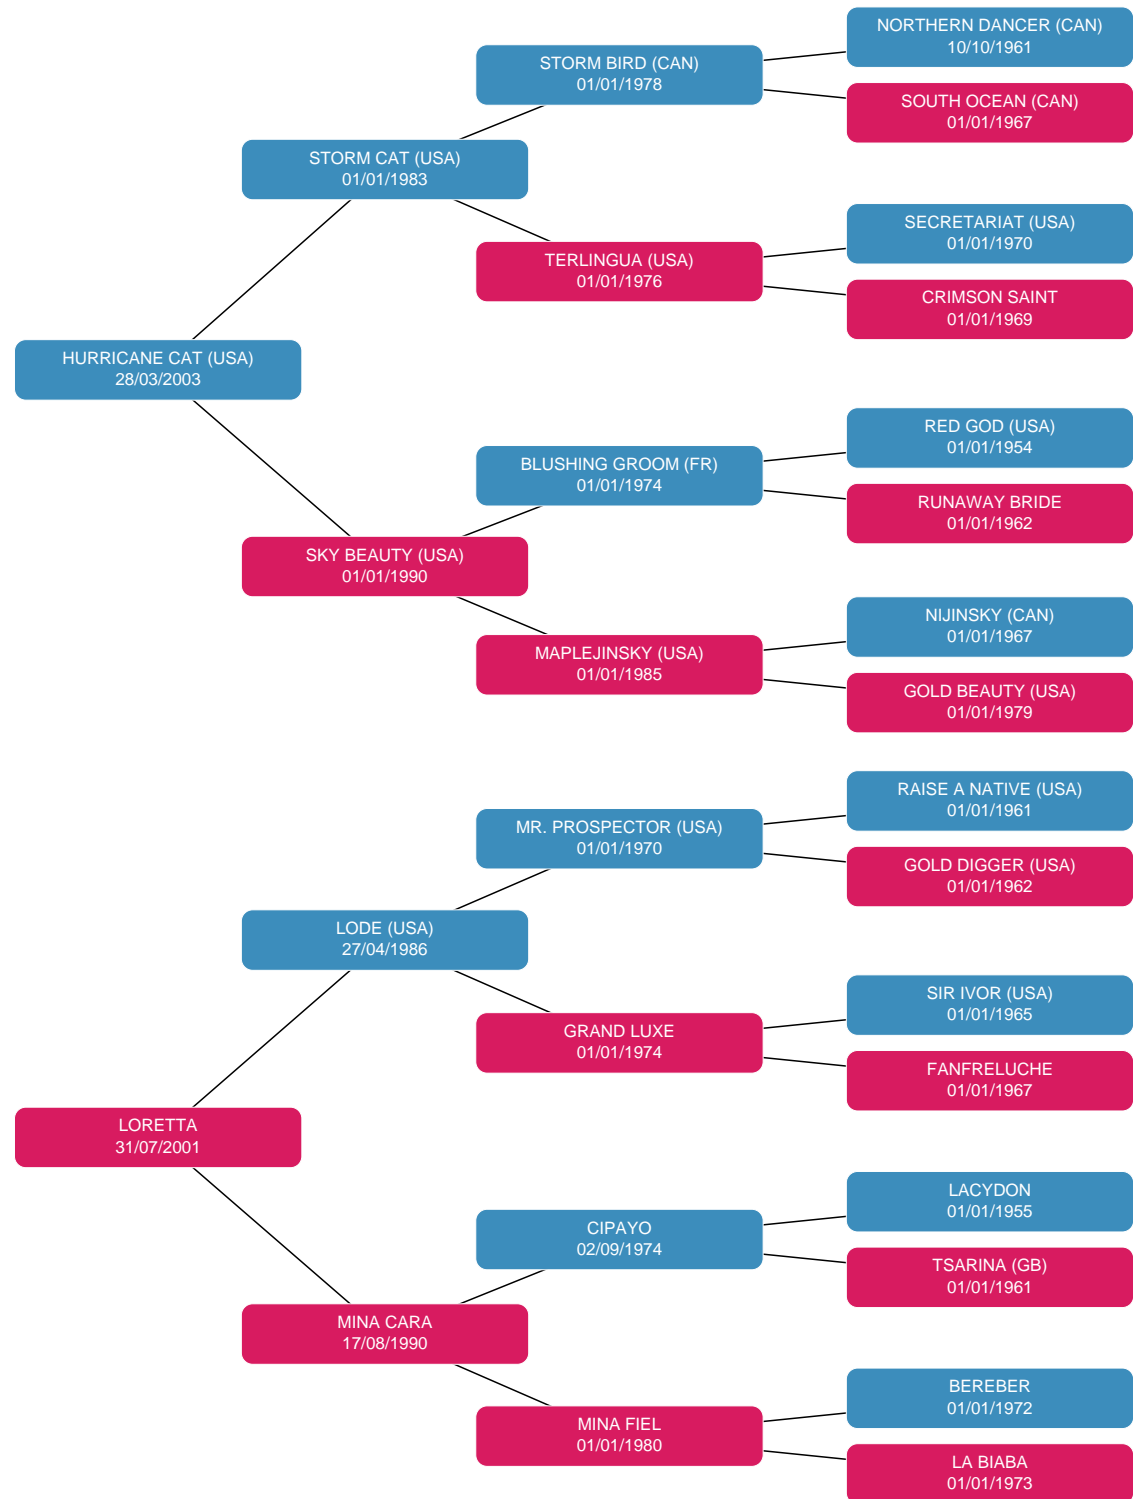 NORTHERN DANCER (CAN)
10/10/1961
STORM BIRD (CAN)
01/01/1978
SOUTH OCEAN (CAN)
01/01/1967
STORM CAT (USA)
01/01/1983
SECRETARIAT (USA)
01/01/1970
TERLINGUA (USA)
01/01/1976
CRIMSON SAINT
01/01/1969
HURRICANE CAT (USA)
28/03/2003
RED GOD (USA)
01/01/1954
BLUSHING GROOM (FR)
01/01/1974
RUNAWAY BRIDE
01/01/1962
SKY BEAUTY (USA)
01/01/1990
NIJINSKY (CAN)
01/01/1967
MAPLEJINSKY (USA)
01/01/1985
GOLD BEAUTY (USA)
01/01/1979
RAISE A NATIVE (USA)
01/01/1961
MR. PROSPECTOR (USA)
01/01/1970
GOLD DIGGER (USA)
01/01/1962
LODE (USA)
27/04/1986
SIR IVOR (USA)
01/01/1965
GRAND LUXE
01/01/1974
FANFRELUCHE
01/01/1967
LORETTA
31/07/2001
LACYDON
01/01/1955
CIPAYO
02/09/1974
TSARINA (GB)
01/01/1961
MINA CARA
17/08/1990
BEREBER
01/01/1972
MINA FIEL
01/01/1980
LA BIABA
01/01/1973